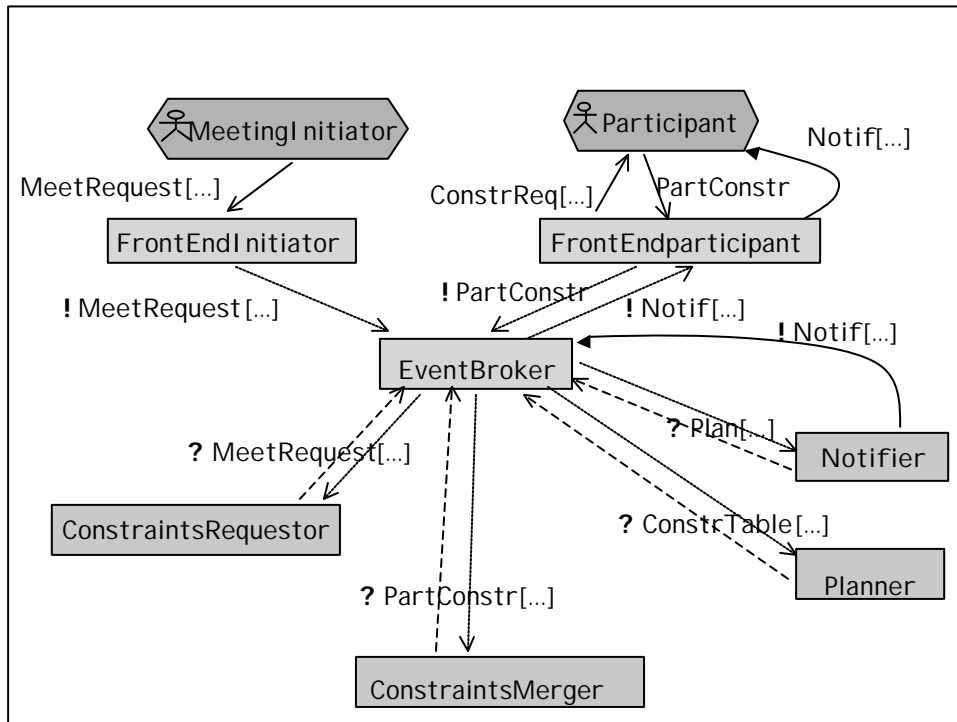 MeetingInitiator
Participant
Notif[...]
MeetRequest[...]
ConstrReq[...]
PartConstr
FrontEndInitiator
FrontEndparticipant
! MeetRequest[...]
! PartConstr
! Notif[...]
! Notif[...]
EventBroker
? MeetRequest[...]
? Plan[...]
Notifier
ConstraintsRequestor
? ConstrTable[...]
Planner
? PartConstr[...]
ConstraintsMerger